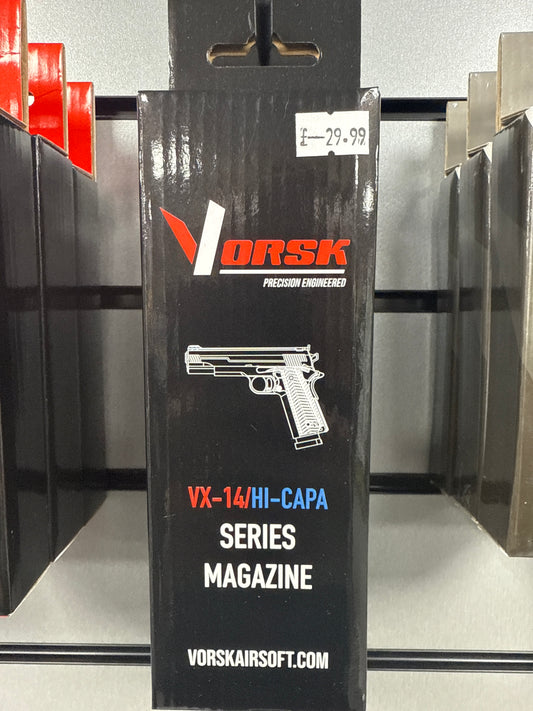 £--29.99
VORSK
PRECISION ENGINEERED
VX-14/HI-CAPA
SERIES
MAGAZINE
VORSKAIRSOFT.COM